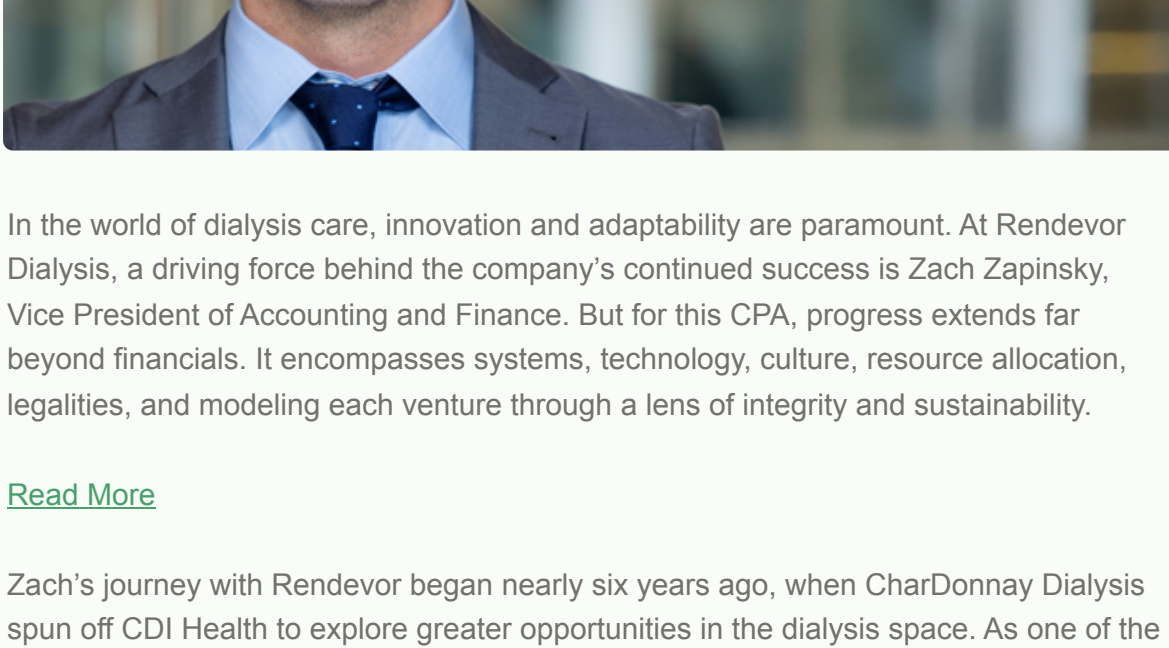 In the world of dialysis care, innovation and adaptability are paramount. At Rendevor
Dialysis, a driving force behind the company’s continued success is Zach Zapinsky,
Vice President of Accounting and Finance. But for this CPA, progress extends far
beyond financials. It encompasses systems, technology, culture, resource allocation,
legalities, and modeling each venture through a lens of integrity and sustainability.
Read More
Zach’s journey with Rendevor began nearly six years ago, when CharDonnay Dialysis
spun off CDI Health to explore greater opportunities in the dialysis space. As one of the